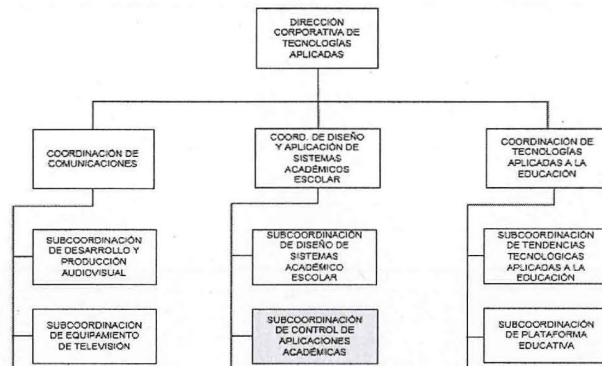 DIRECCIÓN
CORPORATIVA DE
TECNOLOGÍAS
APLICADAS
COORDINACIÓN DE
COMUNICACIONES
COORD. DE DISEÑO
Y APLICACIÓN DE
SISTEMAS
ACADÉMICOS
ESCOLAR
COORDINACIÓN DE
TECNOLOGÍAS
APLICADAS A LA
EDUCACIÓN
SUBCOORDINACIÓN
DE DESARROLLO Y
PRODUCCIÓN
AUDIOVISUAL
SUBCOORDINACIÓN
DE DISEÑO DE
SISTEMAS
ACADÉMICO
ESCOLAR
SUBCOORDINACIÓN
DE TENDENCIAS
TECNOLÓGICAS
APLICADAS A LA
EDUCACIÓN
SUBCOORDINACIÓN
DE EQUIPAMIENTO
DE TELEVISIÓN
SUBCOORDINACIÓN
DE CONTROL DE
APLICACIONES
ACADÉMICAS
SUBCOORDINACIÓN
DE PLATAFORMA
EDUCATIVA